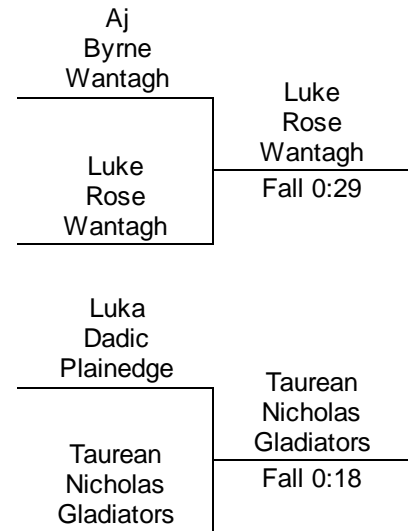 Aj
Byrne
Wantagh
Luke
Rose
Wantagh
Fall 0:29
Luke
Rose
Wantagh
Luka
Dadic
Plainedge
Taurean
Nicholas
Gladiators
Fall 0:18
Taurean
Nicholas
Gladiators